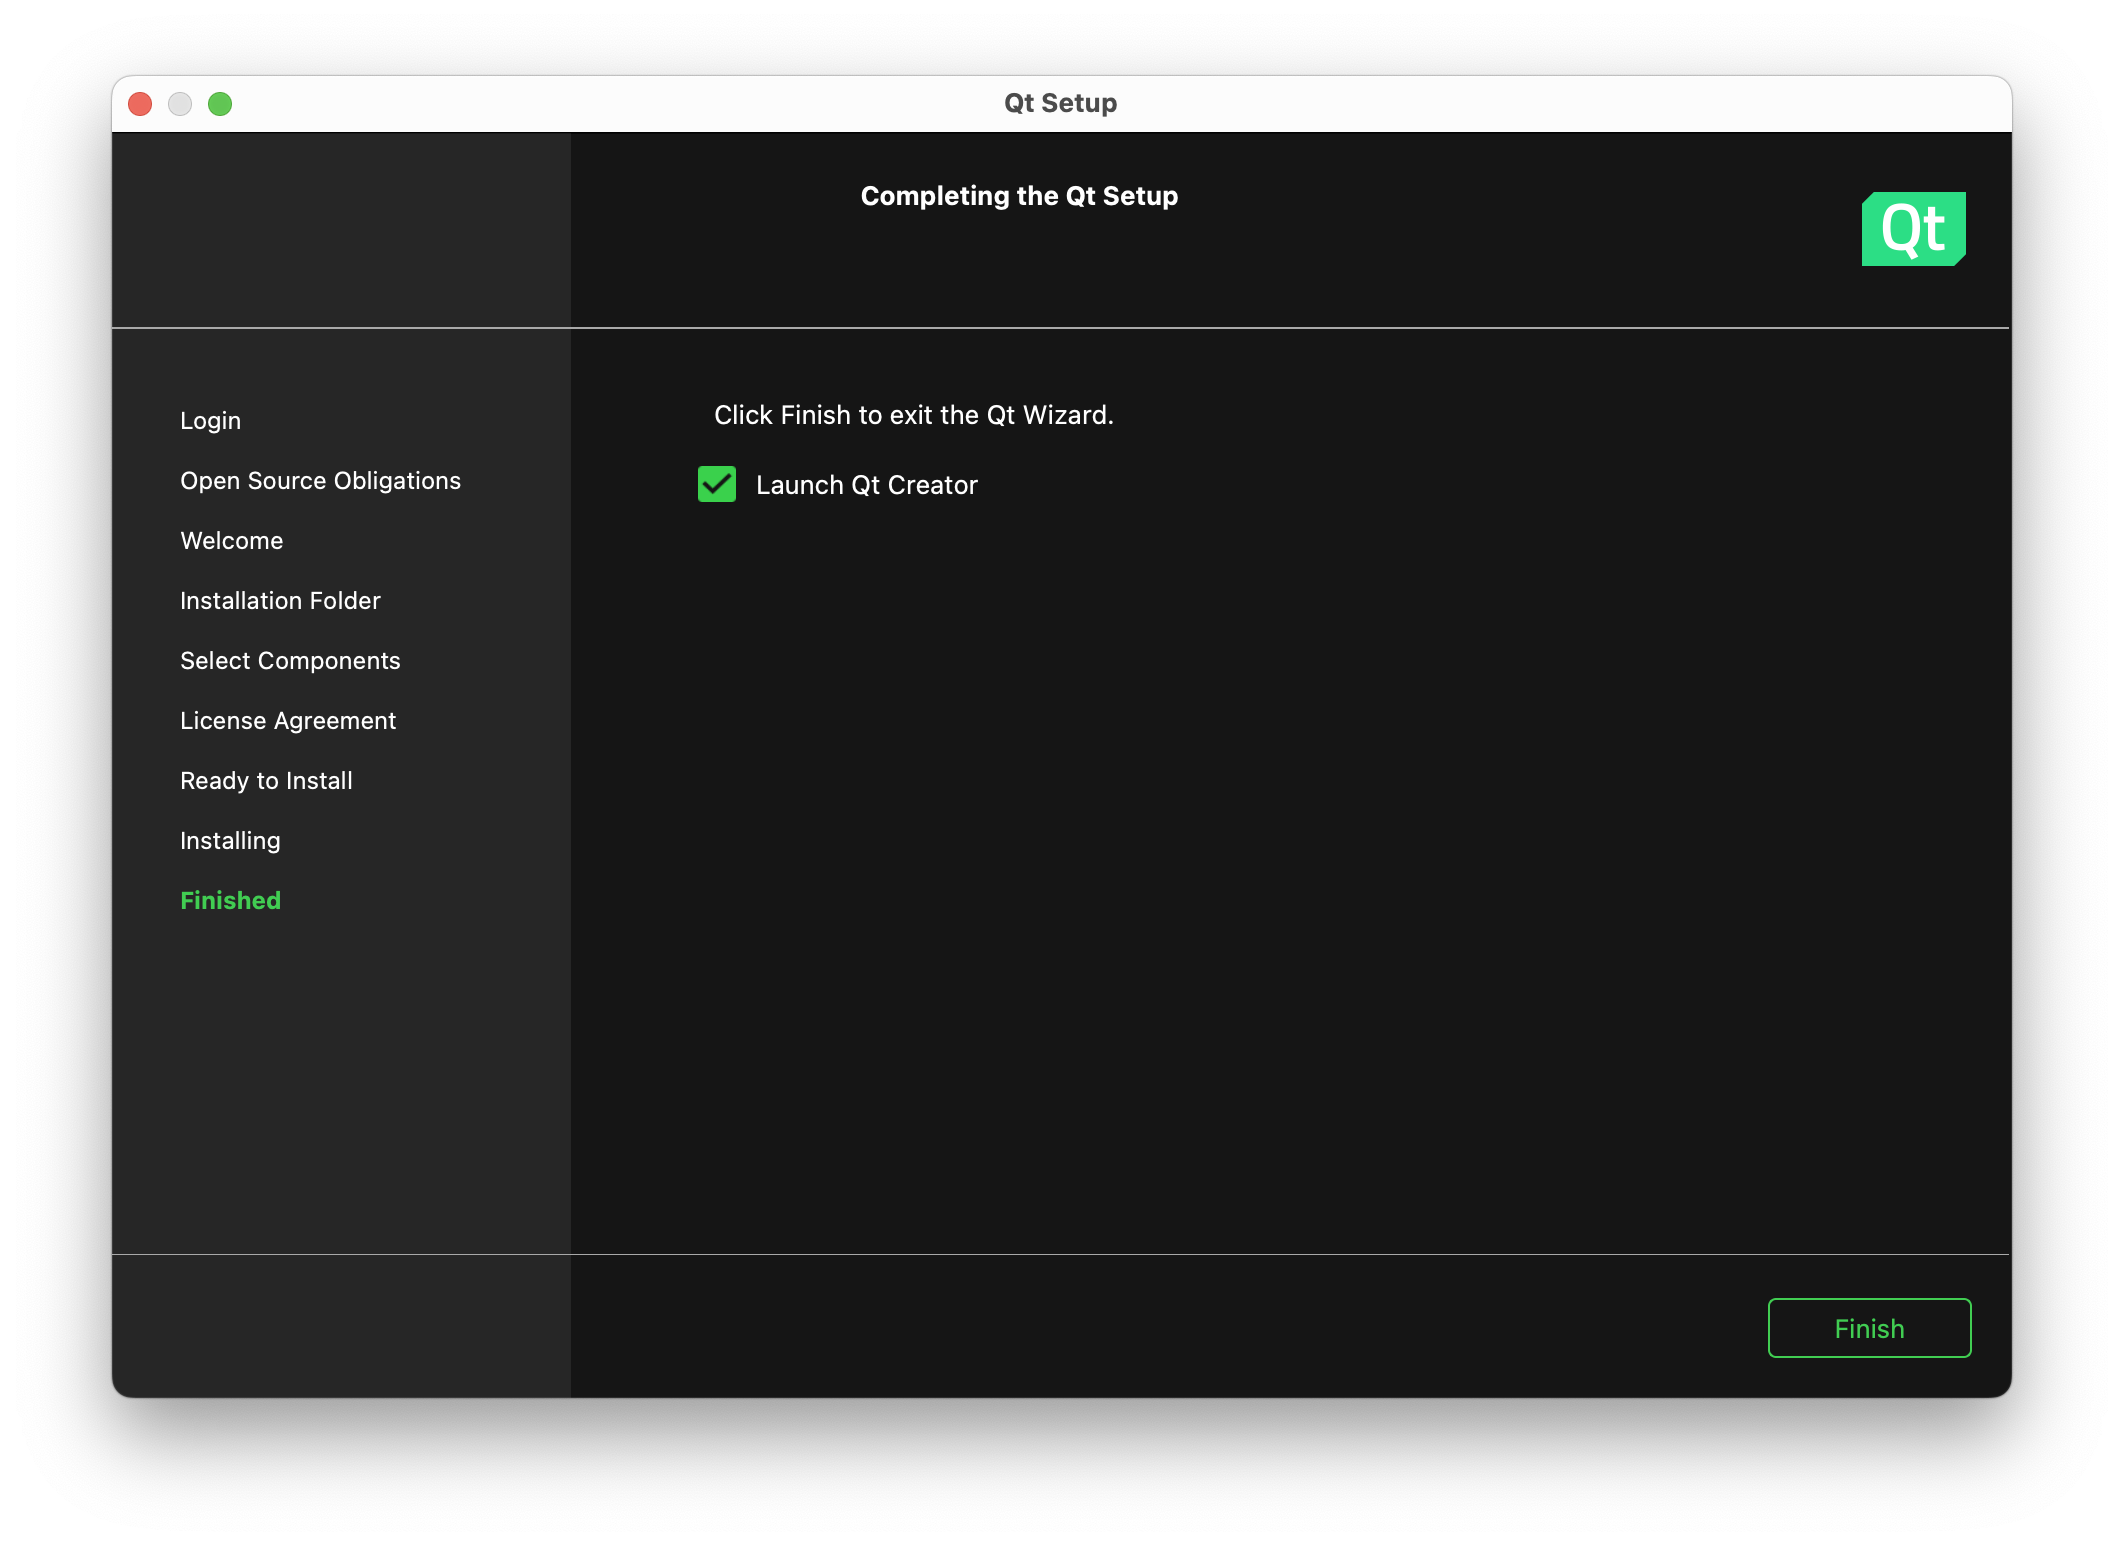 Qt Setup
Completing the Qt Setup
Qt
Login
Open Source Obligations
Welcome
Installation Folder
Select Components
License Agreement
Ready to Install
Installing
Finished
Click Finish to exit the Qt Wizard.
Launch Qt Creator
Finish